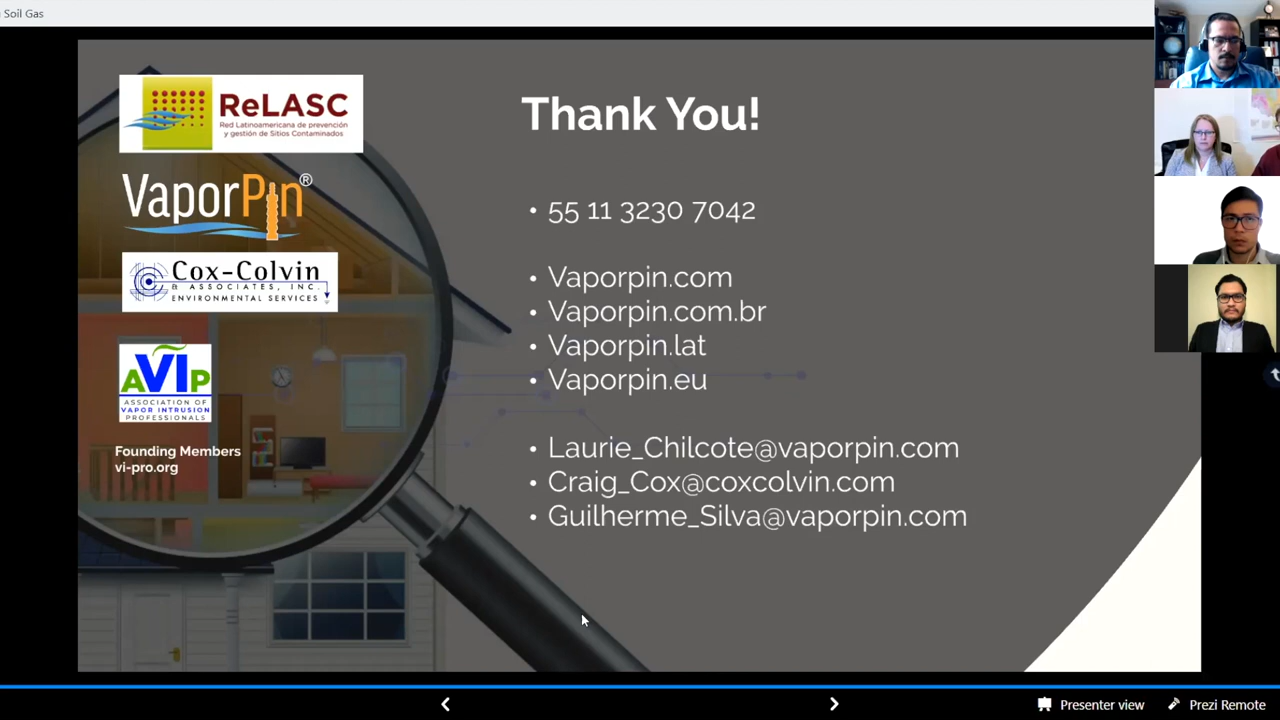 Soil Gas
ReLASC
Red Latinoamericana de prevención
y gestión de Sitios Contaminados
VaporPin®
Cox-Colvin
& ASSOCIATES, INC.
ENVIRONMENTAL SERVICES
AVIP
ASSOCIATION OF
VAPOR INTRUSION
PROFESSIONALS
Founding Members
vi-pro.org
Thank You!
• 55 11 3230 7042
• Vaporpin.com
• Vaporpin.com.br
• Vaporpin.lat
• Vaporpin.eu
• Laurie_Chilcote@vaporpin.com
• Craig_Cox@coxcolvin.com
• Guilherme_Silva@vaporpin.com
Presenter view
Prezi Remote